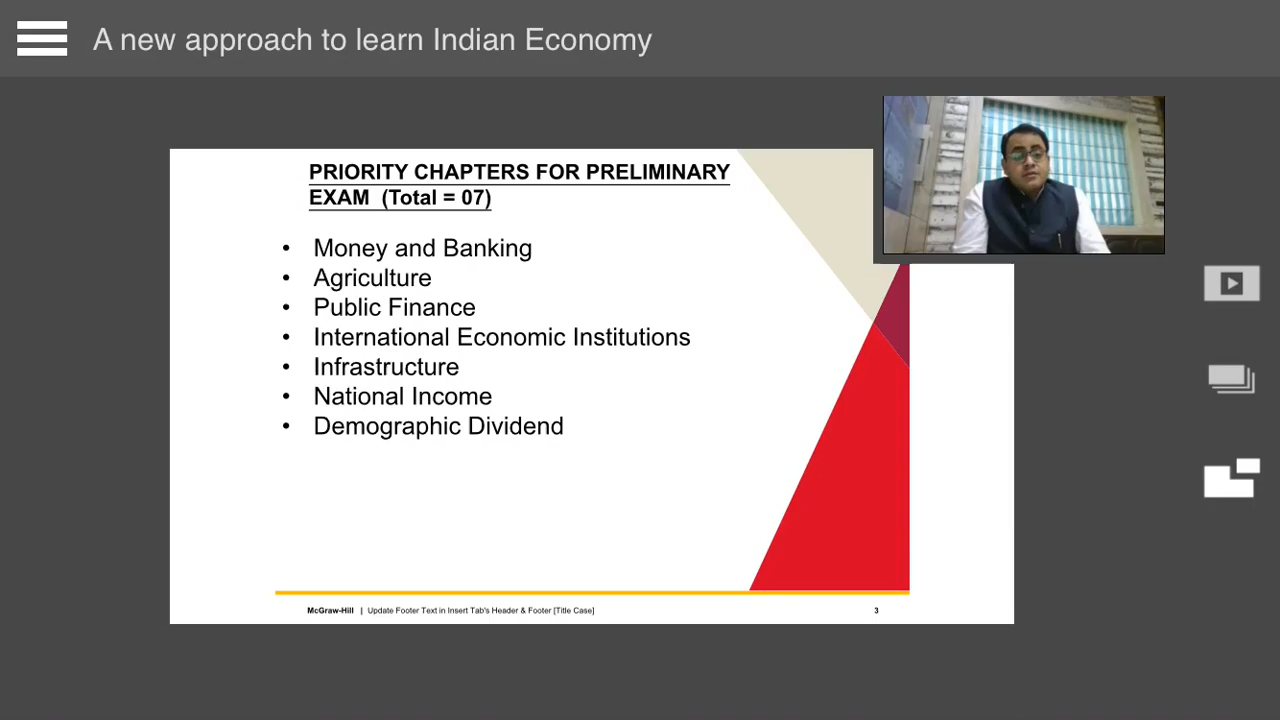 A new approach to learn Indian Economy
PRIORITY CHAPTERS FOR PRELIMINARY
EXAM (Total = 07)
• Money and Banking
• Agriculture
• Public Finance
• International Economic Institutions
• Infrastructure
• National Income
• Demographic Dividend
McGraw-Hill | Update Footer Text in Insert Tab's Header & Footer [Title Case] 3